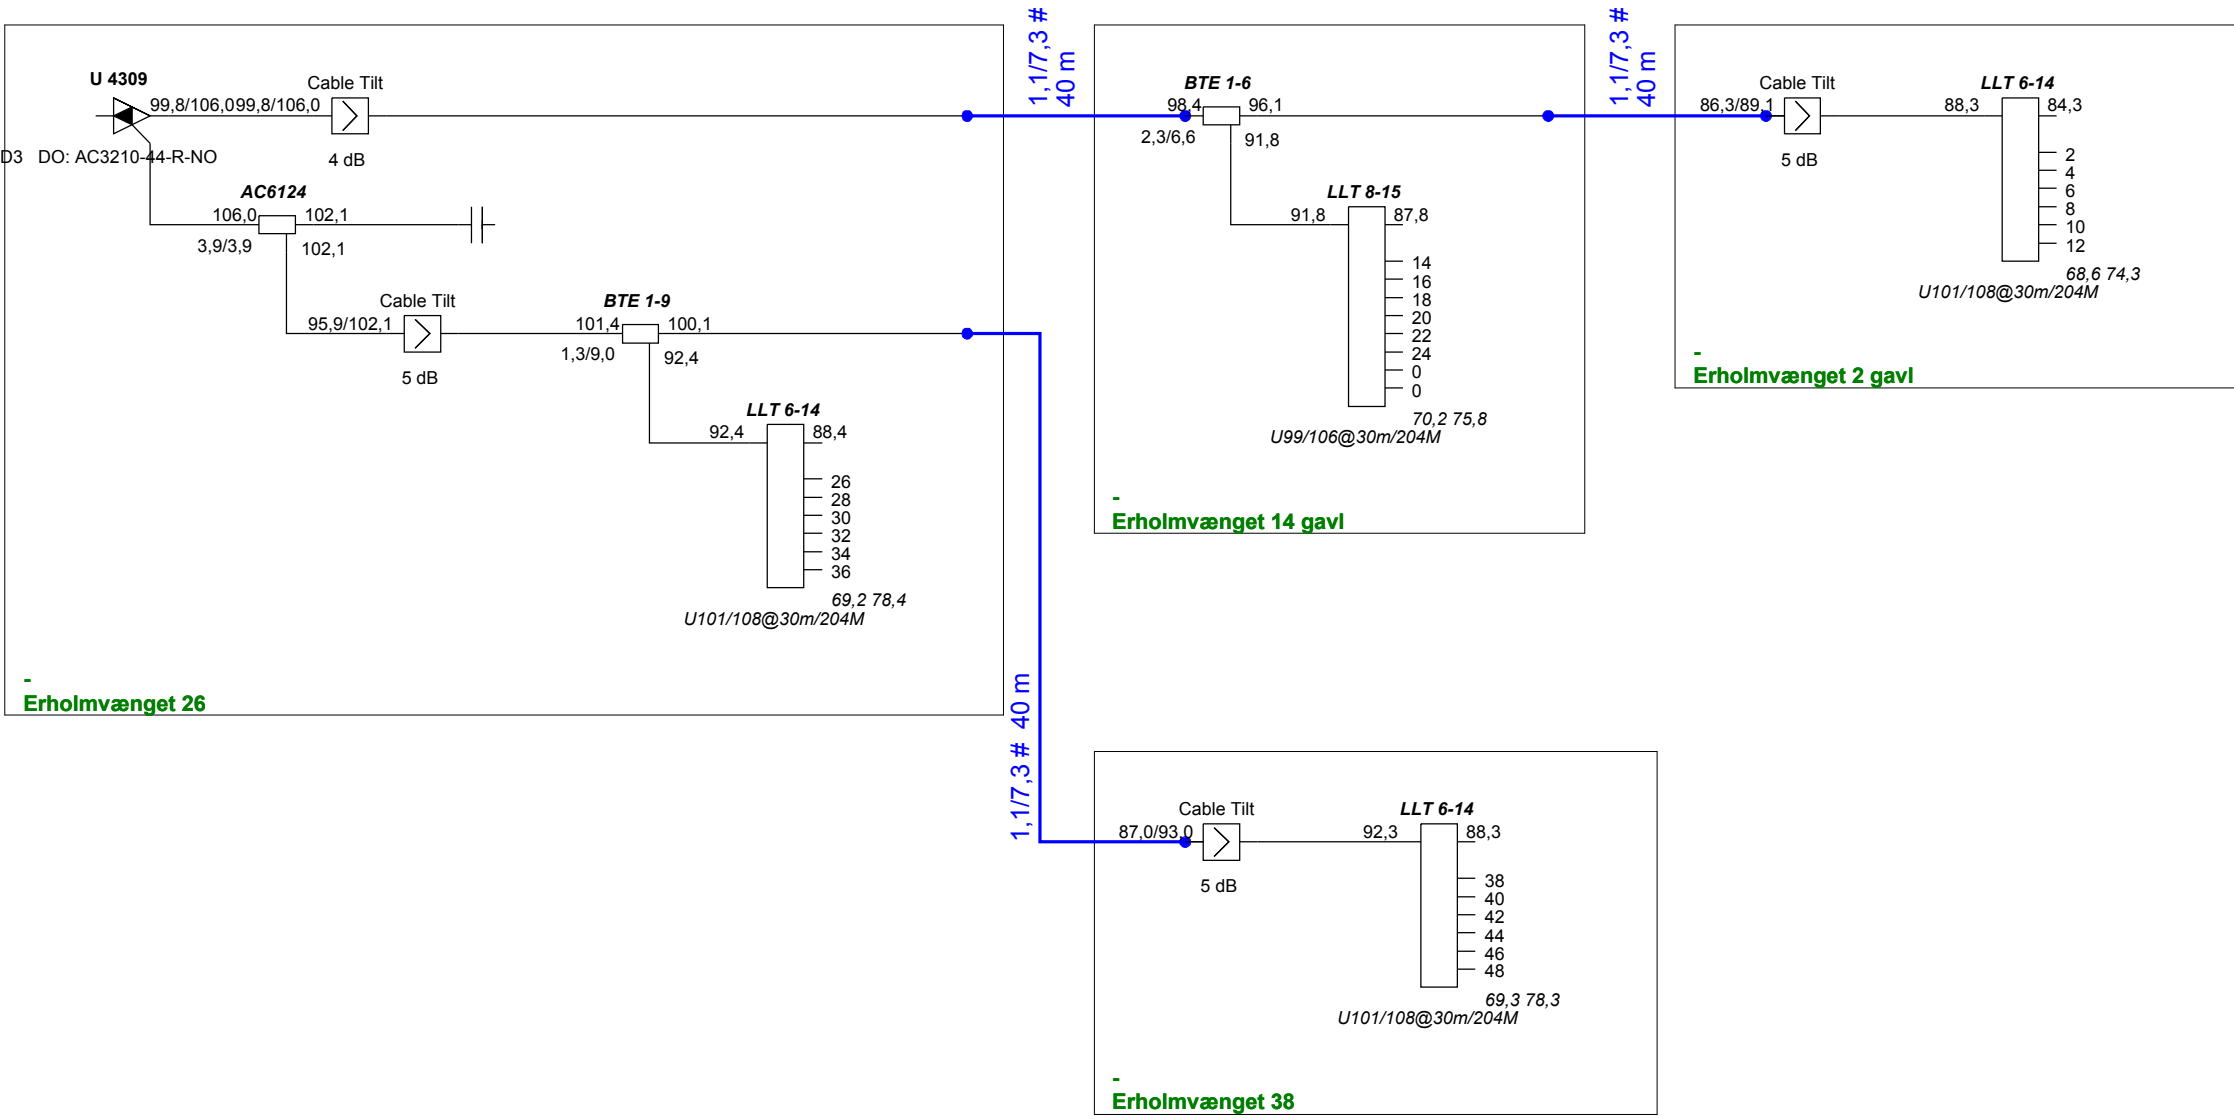 U 4309
99,8/106,099,8/106,0
Cable Tilt
4 dB
D3 DO: AC3210-44-R-NO
AC6124
106,0
102,1
3,9/3,9
102,1
Cable Tilt
95,9/102,1
5 dB
BTE 1-9
101,4
100,1
1,3/9,0
92,4
LLT 6-14
92,4
88,4
26
28
30
32
34
36
69,2 78,4
U101/108@30m/204M
-
Erholmvænget 26
1,1/7,3 #
40 m
BTE 1-6
98,4
96,1
2,3/6,6
91,8
LLT 8-15
91,8
87,8
14
16
18
20
22
24
0
0
70,2 75,8
U99/106@30m/204M
-
Erholmvænget 14 gavl
1,1/7,3 #
40 m
Cable Tilt
86,3/89,1
5 dB
LLT 6-14
88,3
84,3
2
4
6
8
10
12
68,6 74,3
U101/108@30m/204M
-
Erholmvænget 2 gavl
1,1/7,3 # 40 m
Cable Tilt
87,0/93,0
5 dB
LLT 6-14
92,3
88,3
38
40
42
44
46
48
69,3 78,3
U101/108@30m/204M
-
Erholmvænget 38